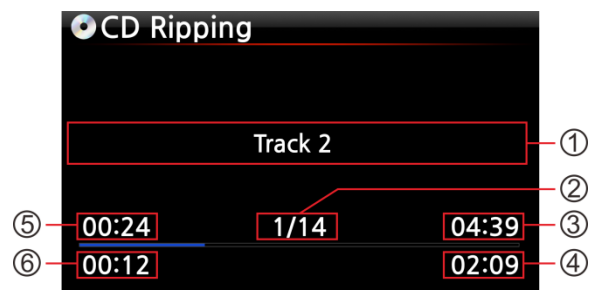 CD Ripping
Track 2 ①
②
⑤ 00:24 1/14 04:39 ③
⑥ 00:12 02:09 ④